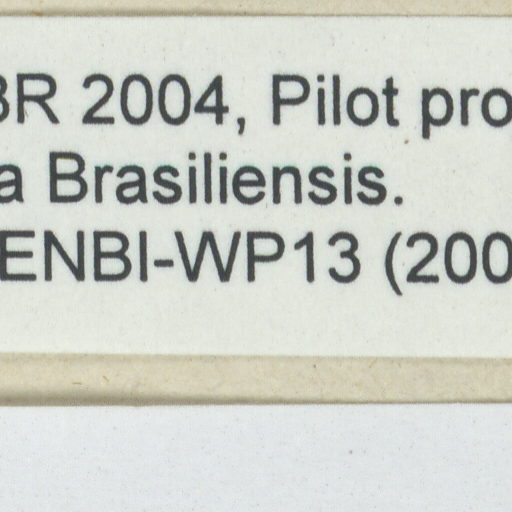 BR 2004, Pilot pro
a Brasiliensis.
ENBI-WP13 (200